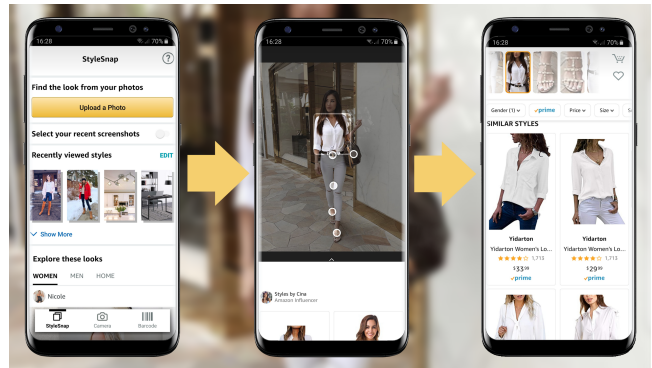 16:28
70%
StyleSnap
?
Find the look from your photos
Upload a Photo
Select your recent screenshots
Recently viewed styles
EDIT
Show More
Explore these looks
WOMEN MEN HOME
Nicole
StyleSnap Camera Barcode
16:28
70%
Styles by Cina
Amazon Influencer
16:28
70%
Gender (1) prime Price Size
SIMILAR STYLES
Yidarton Yidarton
Yidarton Women's Lo... Yidarton Women's Lo...
1,713 1,713
$33.99 $29.99
prime prime